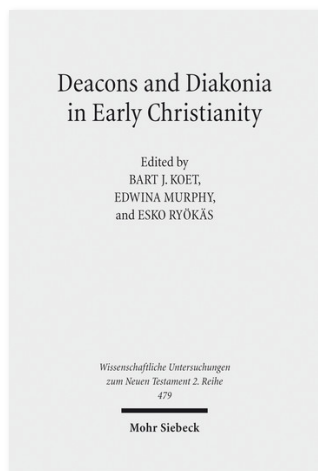 Deacons and Diakonia
in Early Christianity
Edited by
BART J. KOET,
EDWINA MURPHY,
and ESKO RYÖKÄS
Wissenschaftliche Untersuchungen
zum Neuen Testament 2. Reihe
479
Mohr Siebeck